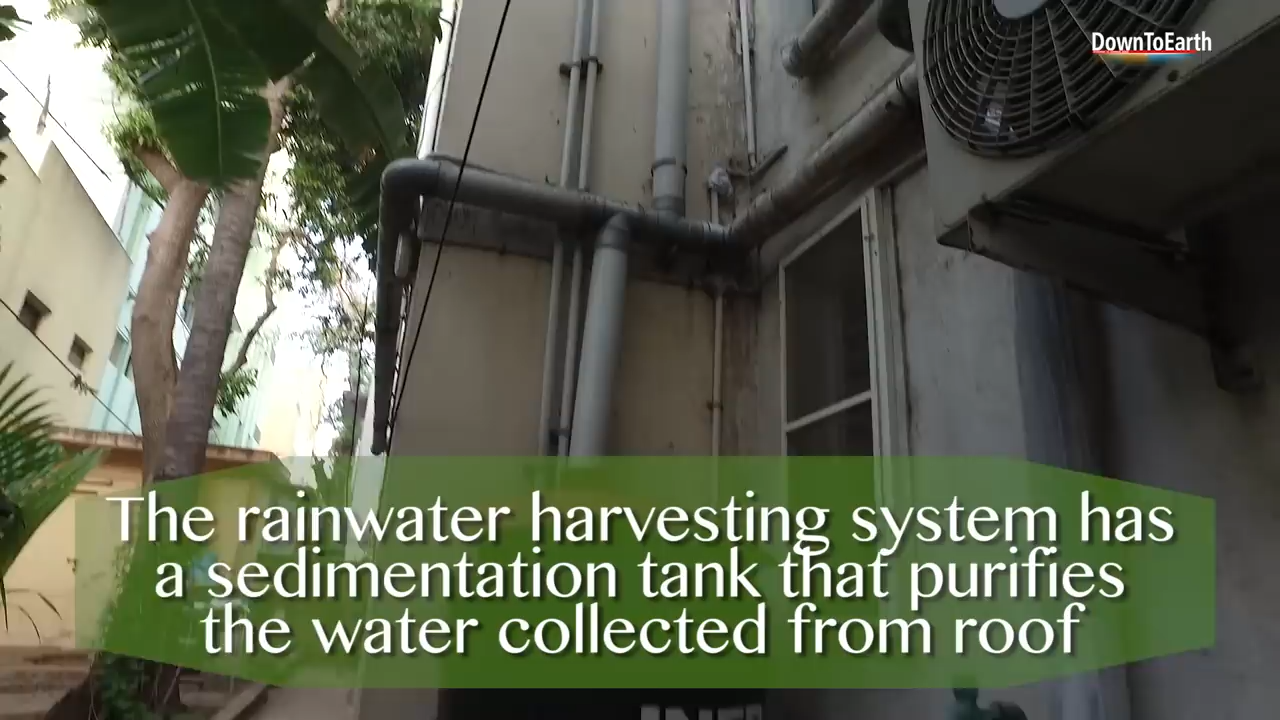 DownToEarth
The rainwater harvesting system has
a sedimentation tank that purifies
the water collected from roof